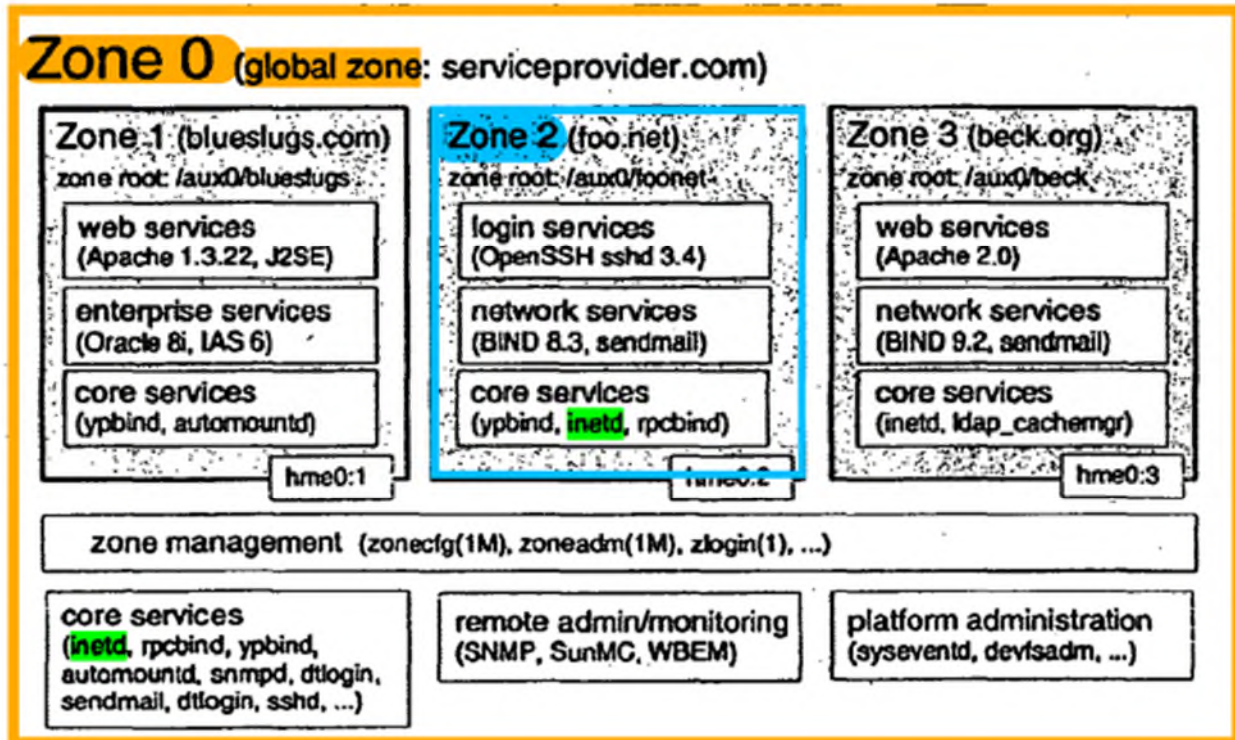 Zone 0 (global zone: serviceprovider.com)
Zone 1 (blueslugs.com)
zone root: /aux0/blueslugs
web services
(Apache 1.3.22, J2SE)
enterprise services
(Oracle 8i, IAS 6)
core services
(ypbind, automountd)
hme0:1
Zone 2 (foo.net)
zone root: /aux0/foonet
login services
(OpenSSH sshd 3.4)
network services
(BIND 8.3, sendmail)
core services
(ypbind, inetd, rpcbind)
hme0:2
Zone 3 (beck.org)
zone root: /aux0/beck
web services
(Apache 2.0)
network services
(BIND 9.2, sendmail)
core services
(inetd, ldap_cachemgr)
hme0:3
zone management (zonecfg(1M), zoneadm(1M), zlogin(1), ...)
core services
(inetd, rpcbind, ypbind,
automountd, snmpd, dtlogin,
sendmail, dtlogin, sshd, ...)
remote admin/monitoring
(SNMP, SunMC, WBEM)
platform administration
(syseventd, devfsadm, ...)